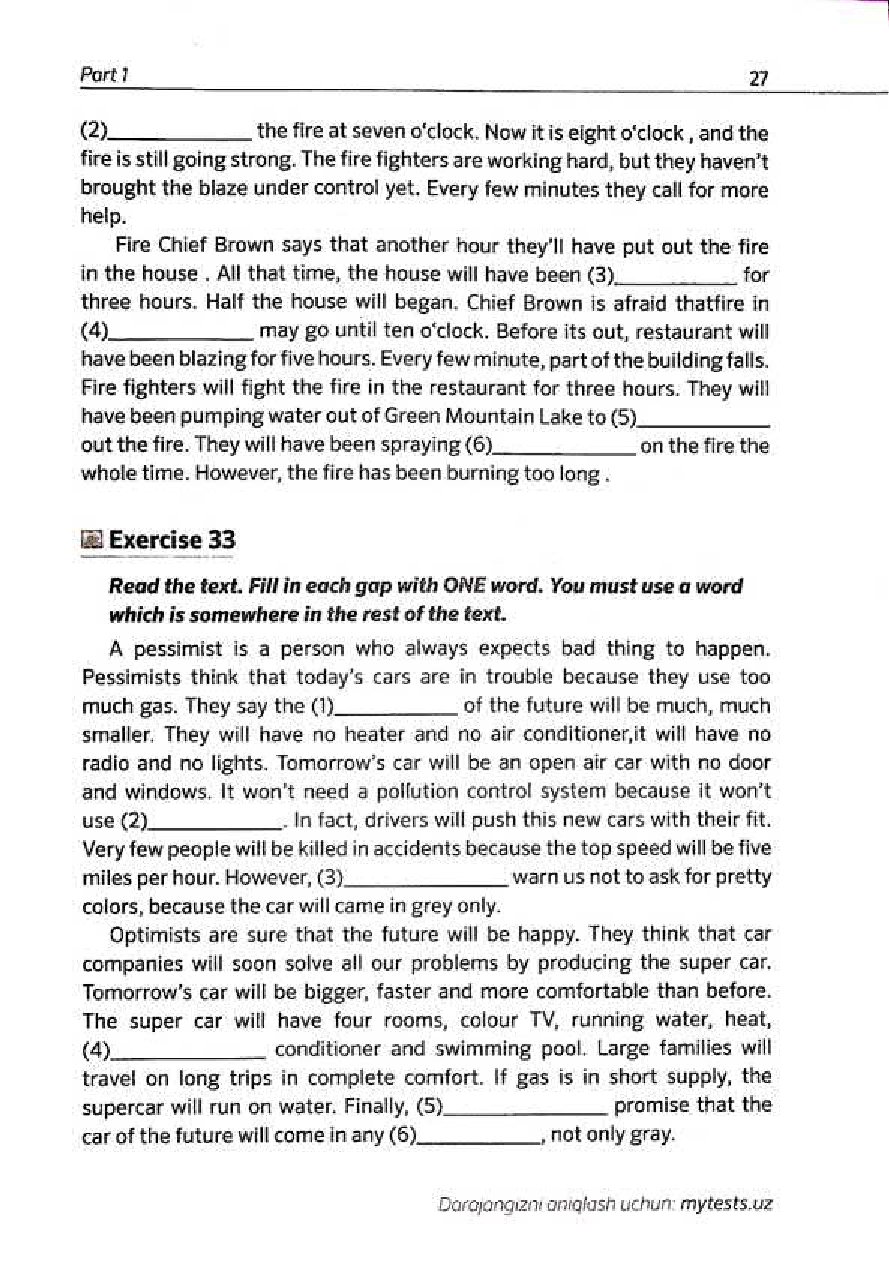 Part 1
27
(2)______________ the fire at seven o'clock. Now it is eight o'clock , and the
fire is still going strong. The fire fighters are working hard, but they haven't
brought the blaze under control yet. Every few minutes they call for more
help.
Fire Chief Brown says that another hour they'll have put out the fire
in the house . All that time, the house will have been (3)____________ for
three hours. Half the house will began. Chief Brown is afraid thatfire in
(4)______________ may go until ten o'clock. Before its out, restaurant will
have been blazing for five hours. Every few minute, part of the building falls.
Fire fighters will fight the fire in the restaurant for three hours. They will
have been pumping water out of Green Mountain Lake to (5)_____________
out the fire. They will have been spraying (6)______________ on the fire the
whole time. However, the fire has been burning too long .
Exercise 33
Read the text. Fill in each gap with ONE word. You must use a word
which is somewhere in the rest of the text.
A pessimist is a person who always expects bad thing to happen.
Pessimists think that today's cars are in trouble because they use too
much gas. They say the (1)____________ of the future will be much, much
smaller. They will have no heater and no air conditioner,it will have no
radio and no lights. Tomorrow's car will be an open air car with no door
and windows. It won't need a pollution control system because it won't
use (2)_____________. In fact, drivers will push this new cars with their fit.
Very few people will be killed in accidents because the top speed will be five
miles per hour. However, (3)________________ warn us not to ask for pretty
colors, because the car will came in grey only.
Optimists are sure that the future will be happy. They think that car
companies will soon solve all our problems by producing the super car.
Tomorrow's car will be bigger, faster and more comfortable than before.
The super car will have four rooms, colour TV, running water, heat,
(4)_______________ conditioner and swimming pool. Large families will
travel on long trips in complete comfort. If gas is in short supply, the
supercar will run on water. Finally, (5)________________ promise that the
car of the future will come in any (6)____________, not only gray.
Darajangizni aniqlash uchun: mytests.uz